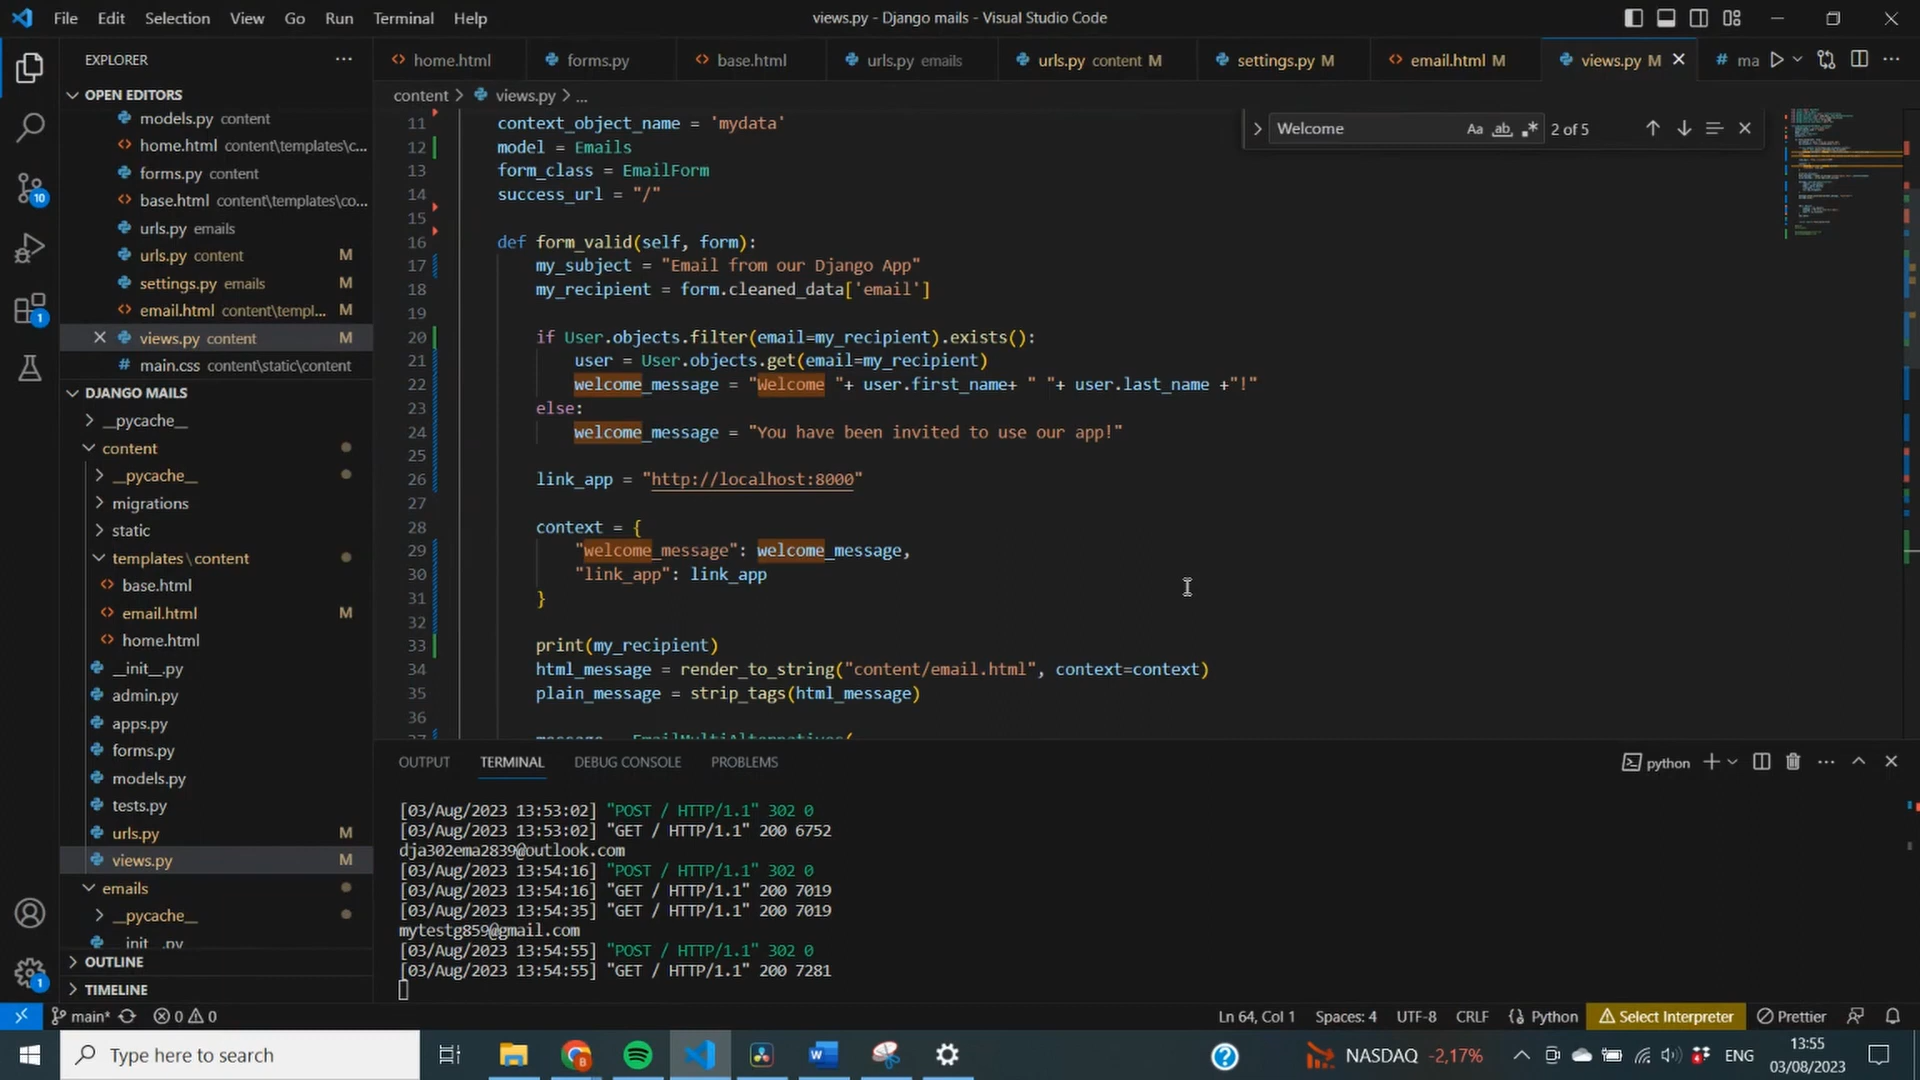 File Edit Selection View Go Run Terminal Help
views.py - Django mails - Visual Studio Code
EXPLORER
OPEN EDITORS
models.py content
home.html content\templates\c...
forms.py content
base.html content\templates\co...
urls.py emails
urls.py content M
settings.py emails M
email.html content\templ... M
views.py content M
main.css content\static\content
DJANGO MAILS
__pycache__
content
__pycache__
migrations
static
templates\content
base.html
email.html M
home.html
__init__.py
admin.py
apps.py
forms.py
models.py
tests.py
urls.py M
views.py M
emails
__pycache__
__init__.py
OUTLINE
TIMELINE
10
1
1
home.html forms.py base.html urls.py emails urls.py content M settings.py M email.html M views.py M # ma
content > views.py > ...
Welcome Aa ab .* 2 of 5
11 context_object_name = 'mydata'
12 model = Emails
13 form_class = EmailForm
14 success_url = "/"
15
16 def form_valid(self, form):
17 my_subject = "Email from our Django App"
18 my_recipient = form.cleaned_data['email']
19
20 if User.objects.filter(email=my_recipient).exists():
21 user = User.objects.get(email=my_recipient)
22 welcome_message = "Welcome "+ user.first_name+ " "+ user.last_name +"!"
23 else:
24 welcome_message = "You have been invited to use our app!"
25
26 link_app = "http://localhost:8000"
27
28 context = {
29 "welcome_message": welcome_message,
30 "link_app": link_app
31 }
32
33 print(my_recipient)
34 html_message = render_to_string("content/email.html", context=context)
35 plain_message = strip_tags(html_message)
36
37 message = EmailMultiAlternatives(
OUTPUT TERMINAL DEBUG CONSOLE PROBLEMS
python
[03/Aug/2023 13:53:02] "POST / HTTP/1.1" 302 0
[03/Aug/2023 13:53:02] "GET / HTTP/1.1" 200 6752
dja302ema2839@outlook.com
[03/Aug/2023 13:54:16] "POST / HTTP/1.1" 302 0
[03/Aug/2023 13:54:16] "GET / HTTP/1.1" 200 7019
[03/Aug/2023 13:54:35] "GET / HTTP/1.1" 200 7019
mytestg859@gmail.com
[03/Aug/2023 13:54:55] "POST / HTTP/1.1" 302 0
[03/Aug/2023 13:54:55] "GET / HTTP/1.1" 200 7281
main* 0 0
Ln 64, Col 1 Spaces: 4 UTF-8 CRLF Python Select Interpreter Prettier
Type here to search
NASDAQ -2,17%
ENG
13:55
03/08/2023